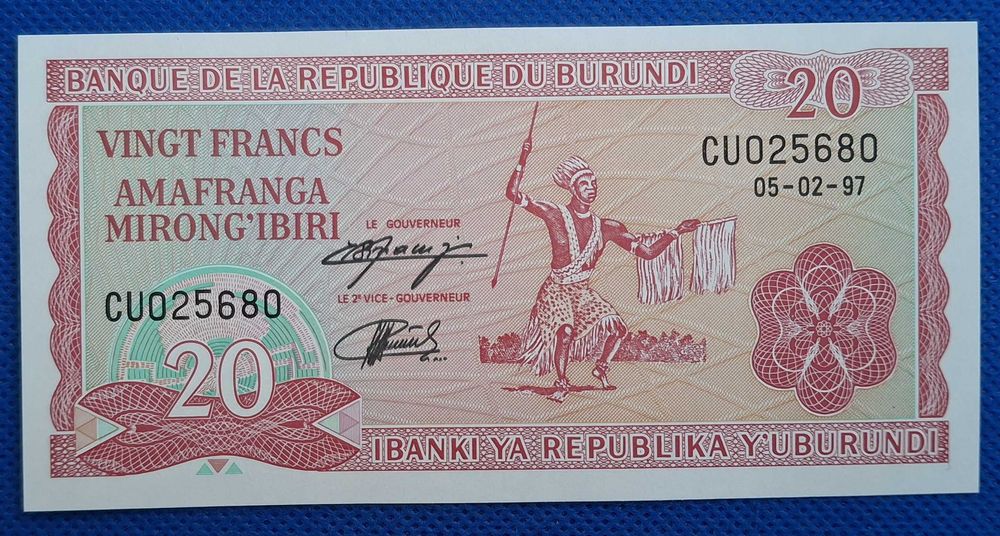 BANQUE DE LA REPUBLIQUE DU BURUNDI
20
VINGT FRANCS
AMAFRANGA
MIRONG'IBIRI
CU025680
05-02-97
LE GOUVERNEUR
LE 2E VICE-GOUVERNEUR
CU025680
20
IBANKI YA REPUBLIKA Y'UBURUNDI